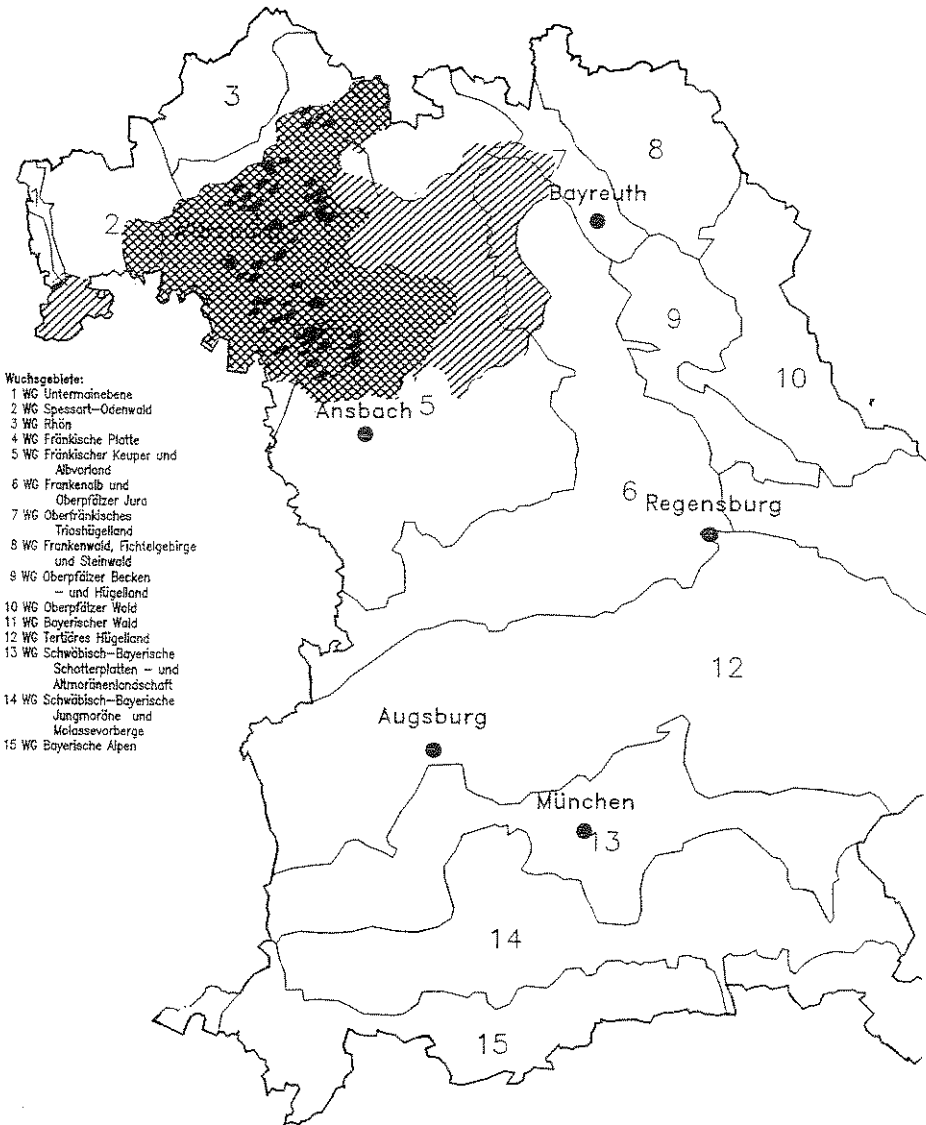 3
8
7
Bayreuth
2
9
10
Wuchsgebiete:
1 WG Untermainebene
2 WG Spessart-Odenwald
3 WG Rhön
4 WG Fränkische Platte
5 WG Fränkischer Keuper und
Albvorland
6 WG Frankenalb und
Oberpfälzer Jura
7 WG Oberfränkisches
Triashügelland
8 WG Frankenwald, Fichtelgebirge
und Steinwald
9 WG Oberpfälzer Becken
- und Hügelland
10 WG Oberpfälzer Wald
11 WG Bayerischer Wald
12 WG Tertiäres Hügelland
13 WG Schwäbisch-Bayerische
Schotterplatten - und
Altmoränenlandschaft
14 WG Schwäbisch-Bayerische
Jungmoräne und
Molassevorberge
15 WG Bayerische Alpen
Ansbach 5
6
Regensburg
12
Augsburg
München
13
14
15